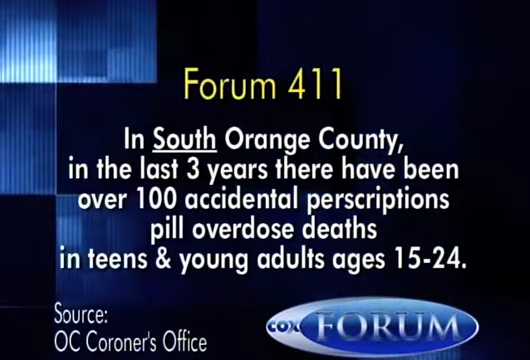 Forum 411
In South Orange County,
in the last 3 years there have been
over 100 accidental perscriptions
pill overdose deaths
in teens & young adults ages 15-24.
Source:
OC Coroner's Office
COX FORUM